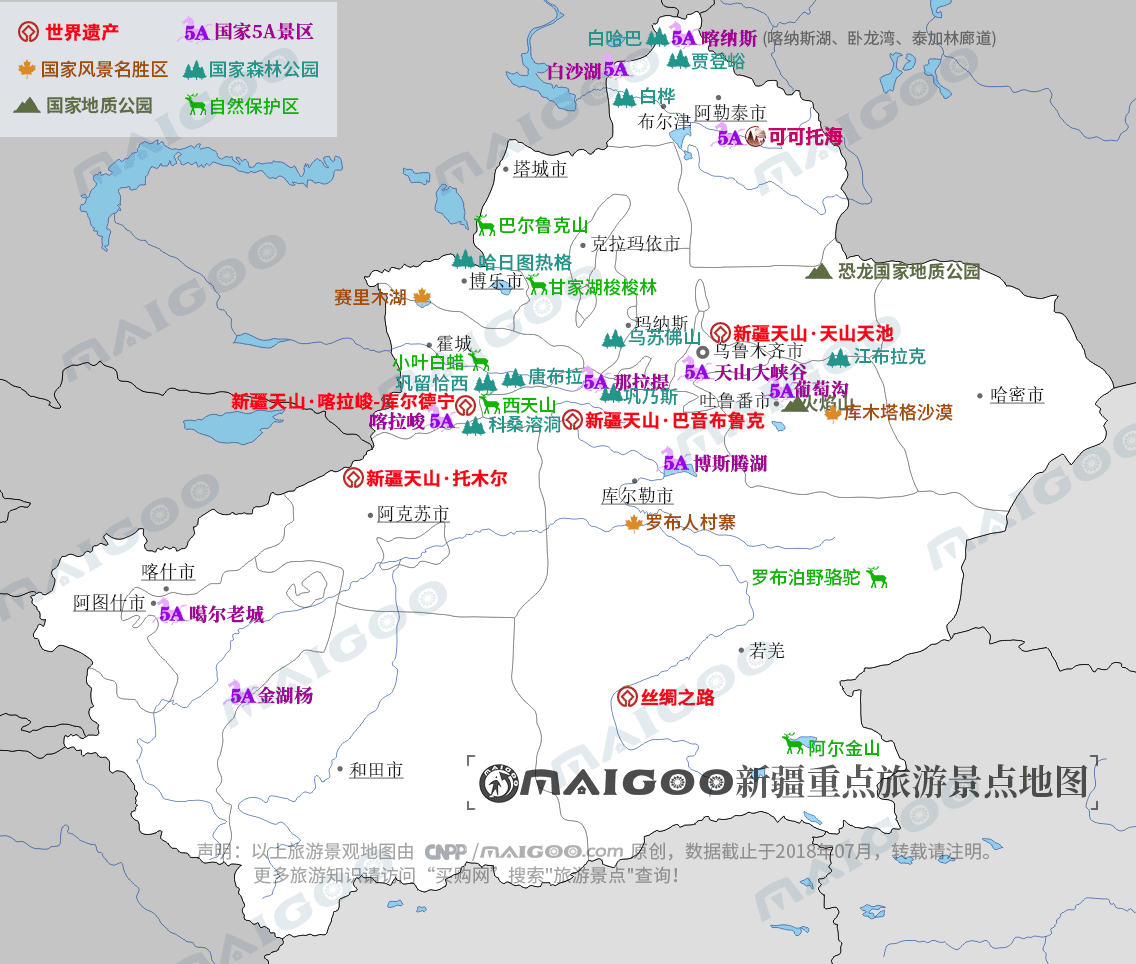 世界遗产
国家5A景区
5A
国家风景名胜区
国家森林公园
国家地质公园
自然保护区
白哈巴
5A
喀纳斯
(喀纳斯湖、卧龙湾、泰加林廊道)
贾登峪
白沙湖
5A
白桦
布尔津
阿勒泰市
5A
可可托海
塔城市
巴尔鲁克山
克拉玛依市
哈日图热格
博乐市
甘家湖梭梭林
恐龙国家地质公园
赛里木湖
玛纳斯
乌苏佛山
新疆天山·天山天池
霍城
乌鲁木齐市
江布拉克
小叶白蜡
巩留恰西
唐布拉
5A
那拉提
5A
天山大峡谷
5A
葡萄沟
巩乃斯
吐鲁番市
火焰山
库木塔格沙漠
哈密市
新疆天山·喀拉峻-库尔德宁
西天山
喀拉峻
5A
科桑溶洞
新疆天山·巴音布鲁克
5A
博斯腾湖
新疆天山·托木尔
库尔勒市
阿克苏市
罗布人村寨
喀什市
罗布泊野骆驼
阿图什市
5A
噶尔老城
若羌
5A
金湖杨
丝绸之路
阿尔金山
和田市
MAIGOO新疆重点旅游景点地图
声明：以上旅游景观地图由 CNPP /MAIGOO.com 原创，数据截止于2018年07月，转载请注明。
更多旅游知识请访问“买购网”搜索"旅游景点"查询！
MAIGOO
MAIGOO
MAIGOO
MAIGOO
MAIGOO
MAIGOO
MAIGOO
MAIGOO
MAIGOO
MAIGOO
MAIGOO